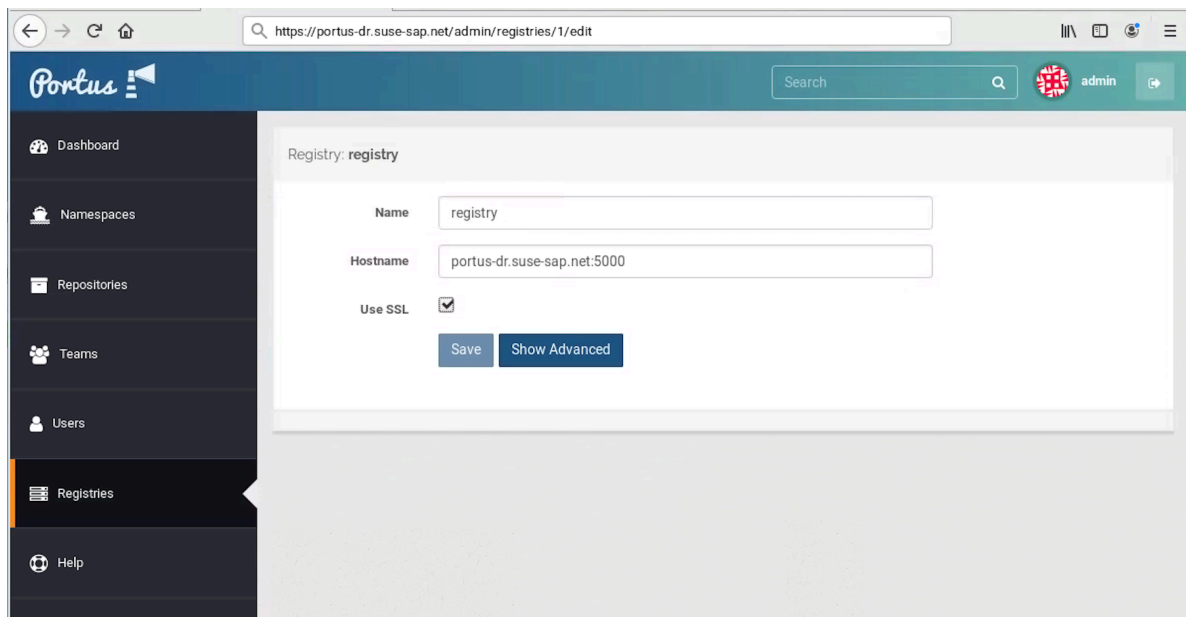 https://portus-dr.suse-sap.net/admin/registries/1/edit
Portus
Search
admin
Dashboard
Namespaces
Repositories
Teams
Users
Registries
Help
Registry: registry
Name
registry
Hostname
portus-dr.suse-sap.net:5000
Use SSL
Save Show Advanced